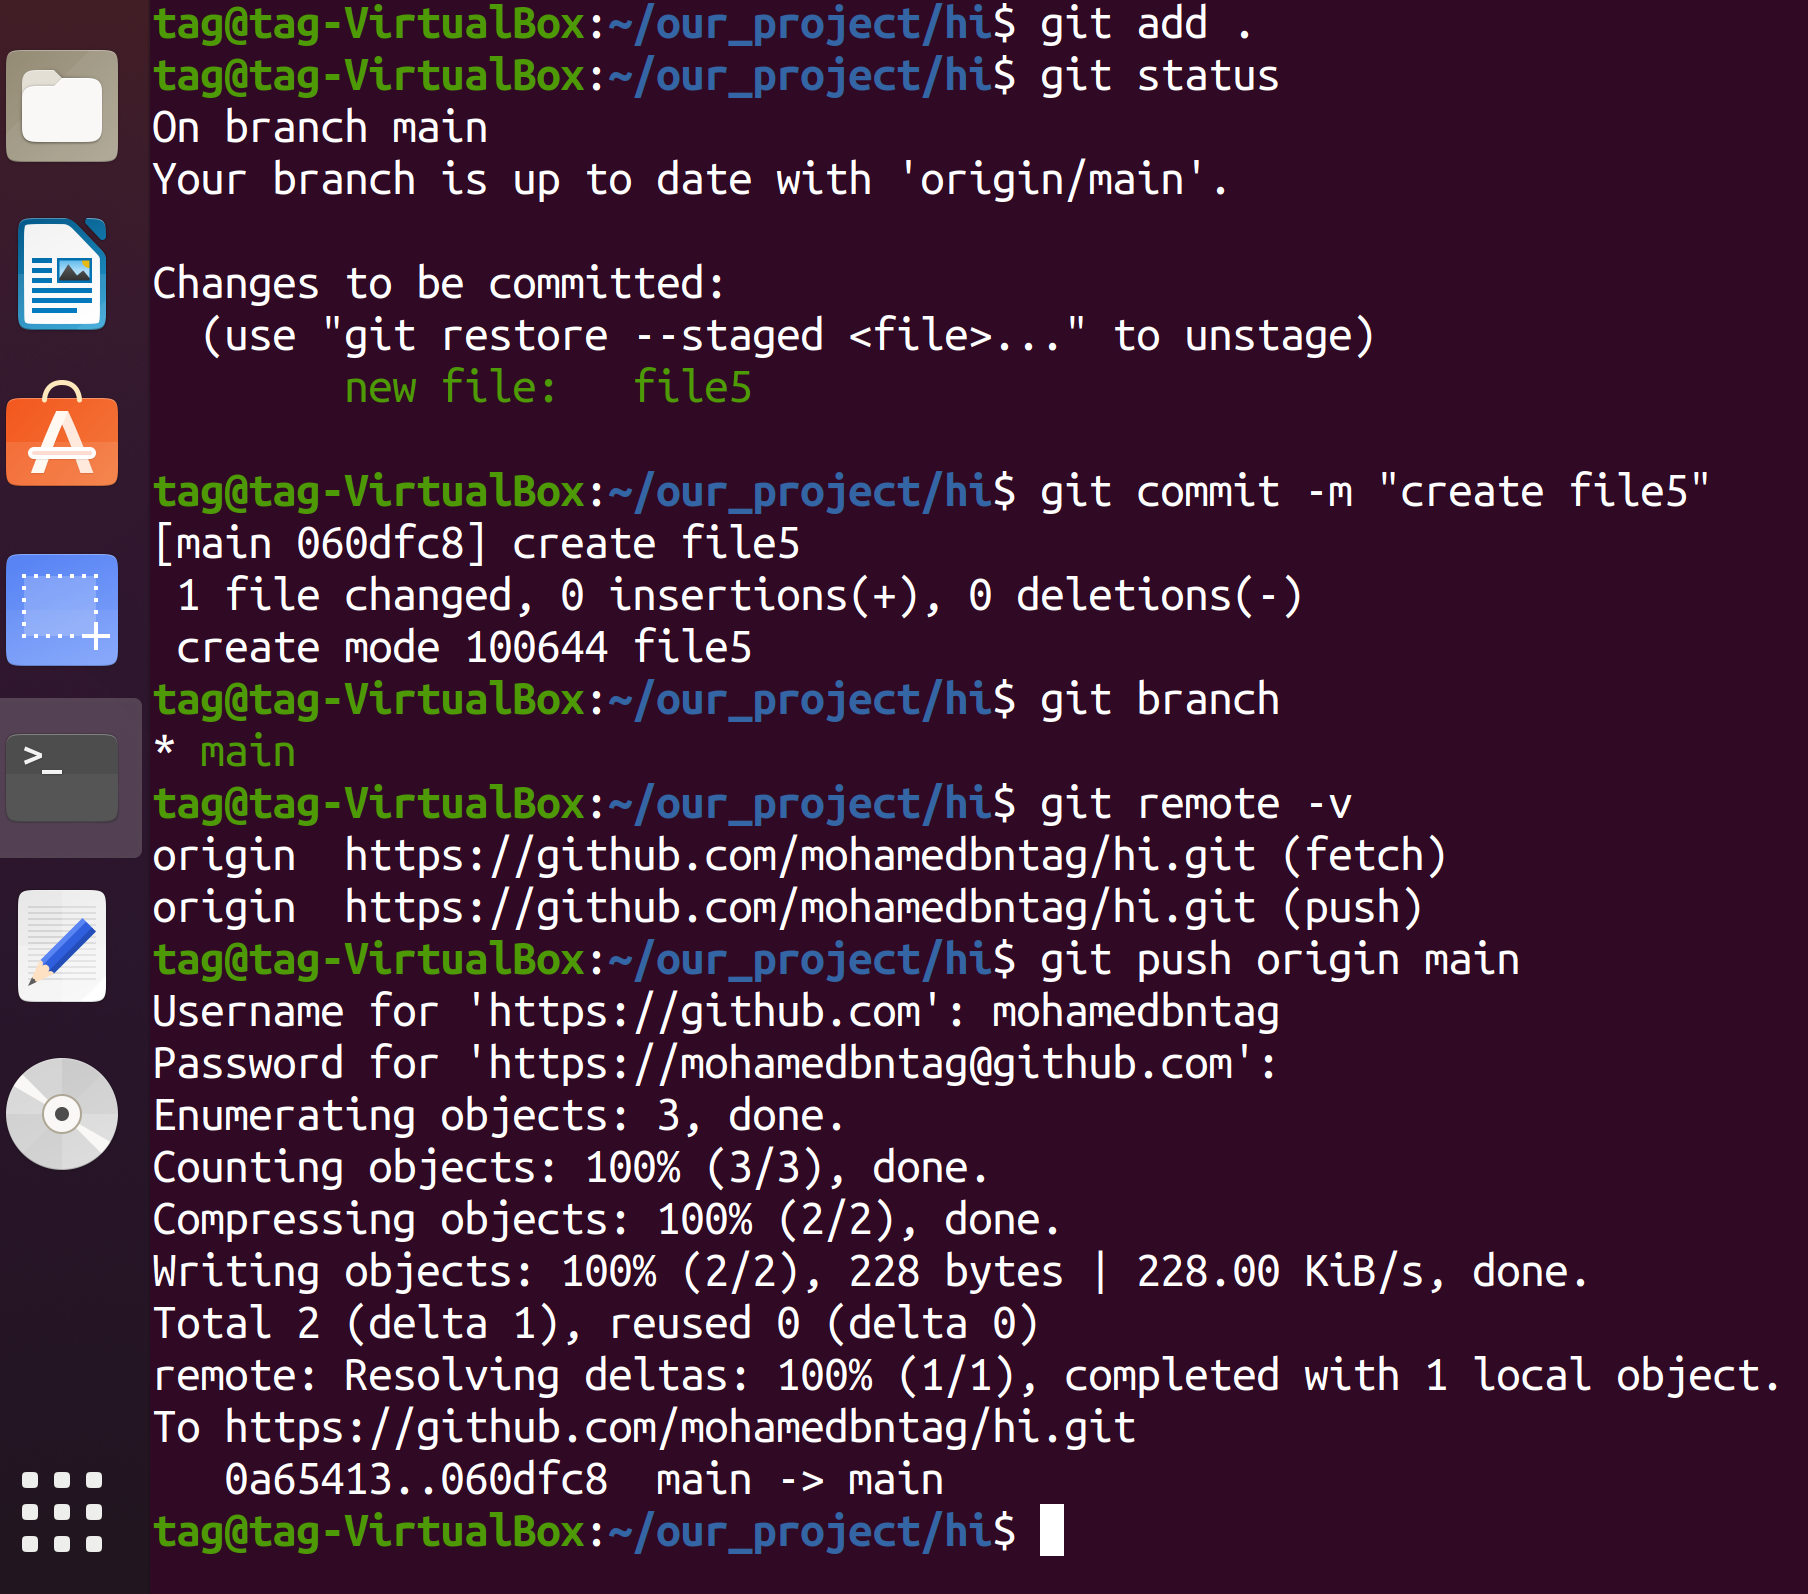 tag@tag-VirtualBox:~/our_project/hi$ git add .
tag@tag-VirtualBox:~/our_project/hi$ git status
On branch main
Your branch is up to date with 'origin/main'.
Changes to be committed:
  (use "git restore --staged <file>..." to unstage)
        new file:   file5
tag@tag-VirtualBox:~/our_project/hi$ git commit -m "create file5"
[main 060dfc8] create file5
 1 file changed, 0 insertions(+), 0 deletions(-)
 create mode 100644 file5
tag@tag-VirtualBox:~/our_project/hi$ git branch
* main
tag@tag-VirtualBox:~/our_project/hi$ git remote -v
origin  https://github.com/mohamedbntag/hi.git (fetch)
origin  https://github.com/mohamedbntag/hi.git (push)
tag@tag-VirtualBox:~/our_project/hi$ git push origin main
Username for 'https://github.com': mohamedbntag
Password for 'https://mohamedbntag@github.com':
Enumerating objects: 3, done.
Counting objects: 100% (3/3), done.
Compressing objects: 100% (2/2), done.
Writing objects: 100% (2/2), 228 bytes | 228.00 KiB/s, done.
Total 2 (delta 1), reused 0 (delta 0)
remote: Resolving deltas: 100% (1/1), completed with 1 local object.
To https://github.com/mohamedbntag/hi.git
   0a65413..060dfc8  main -> main
tag@tag-VirtualBox:~/our_project/hi$